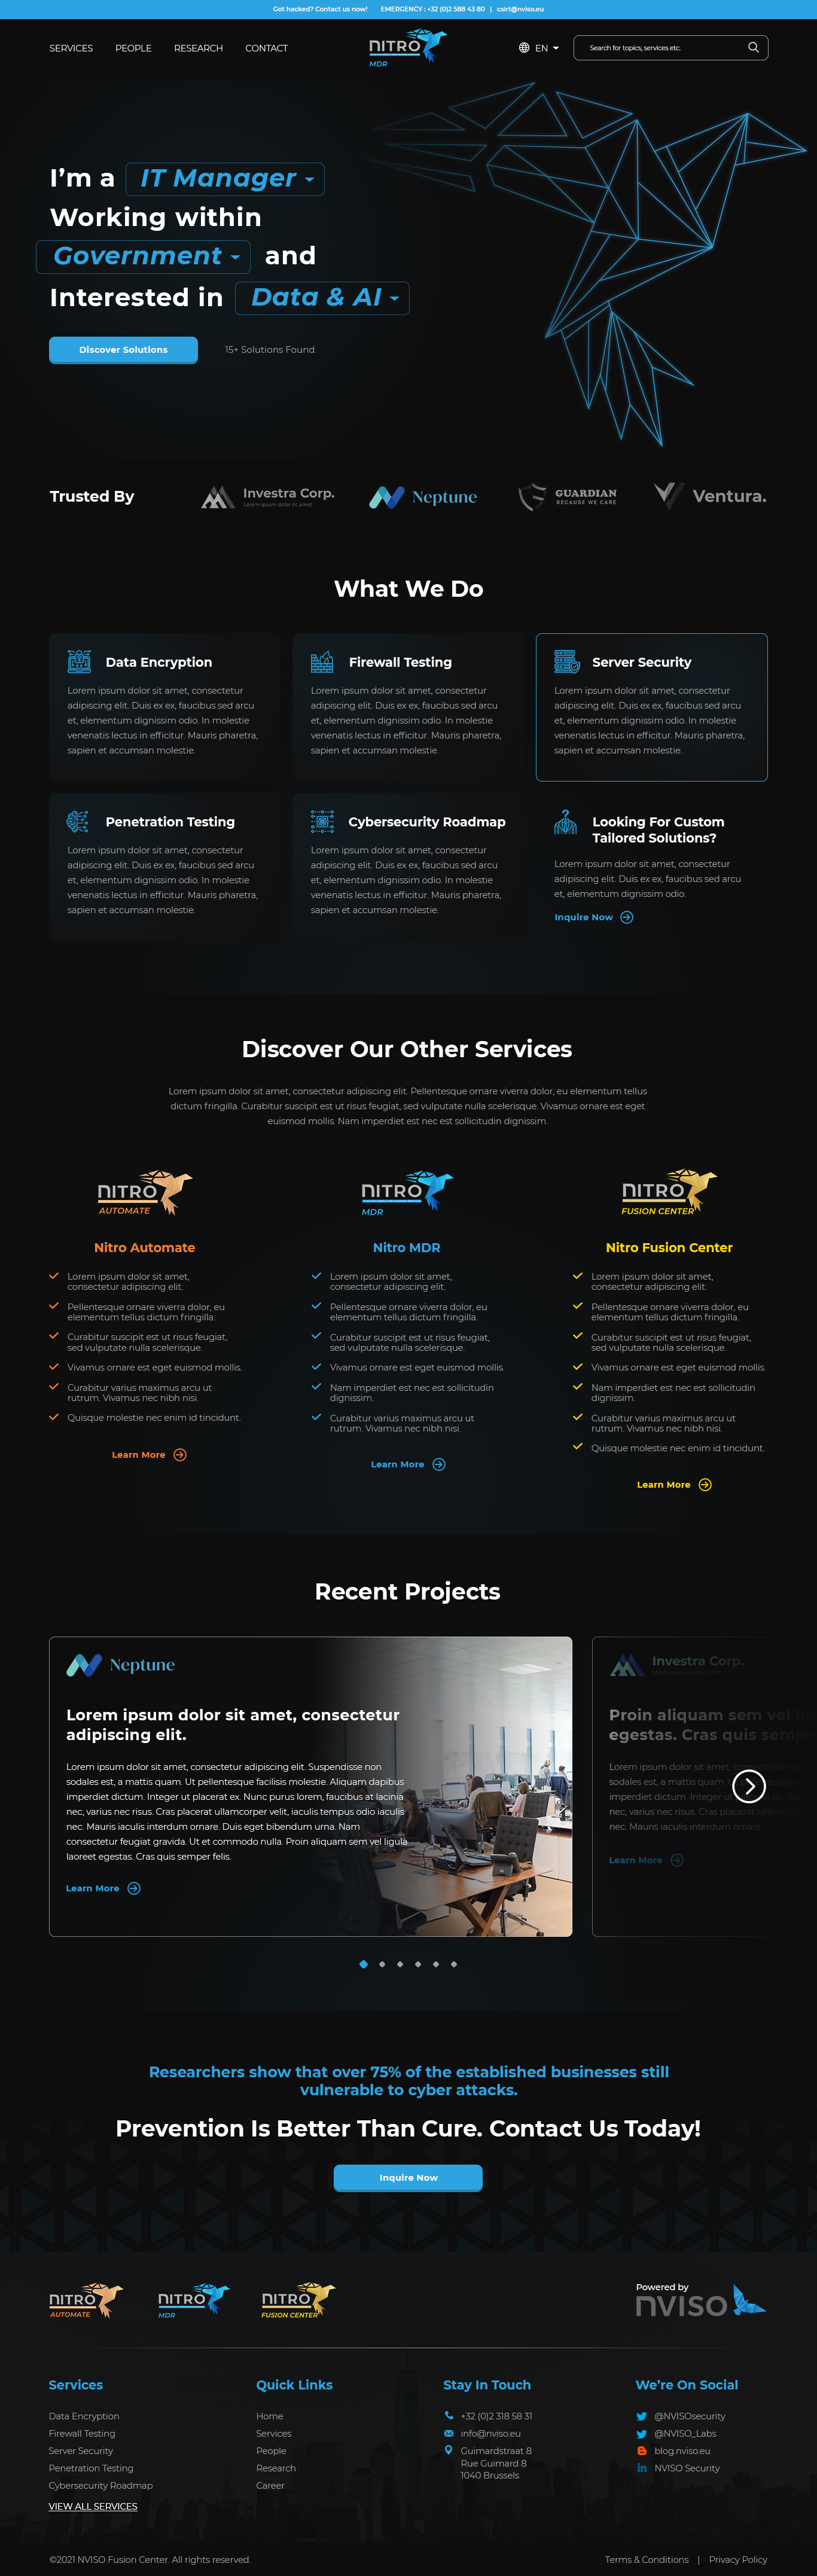 Got hacked? Contact us now! EMERGENCY : +32 (0)2 588 43 80 | csirt@nviso.eu
SERVICES PEOPLE RESEARCH CONTACT
NITRO
MDR
EN
Search for topics, services etc.
I'm a IT Manager
Working within
Government and
Interested in Data & AI
Discover Solutions
15+ Solutions Found.
Trusted By
Investra Corp.
Lorem ipsum dolor sit amet
Neptune
GUARDIAN
BECAUSE WE CARE
Ventura.
What We Do
Data Encryption
Lorem ipsum dolor sit amet, consectetur
adipiscing elit. Duis ex ex, faucibus sed arcu
et, elementum dignissim odio. In molestie
venenatis lectus in efficitur. Mauris pharetra,
sapien et accumsan molestie.
Firewall Testing
Lorem ipsum dolor sit amet, consectetur
adipiscing elit. Duis ex ex, faucibus sed arcu
et, elementum dignissim odio. In molestie
venenatis lectus in efficitur. Mauris pharetra,
sapien et accumsan molestie.
Server Security
Lorem ipsum dolor sit amet, consectetur
adipiscing elit. Duis ex ex, faucibus sed arcu
et, elementum dignissim odio. In molestie
venenatis lectus in efficitur. Mauris pharetra,
sapien et accumsan molestie.
Penetration Testing
Lorem ipsum dolor sit amet, consectetur
adipiscing elit. Duis ex ex, faucibus sed arcu
et, elementum dignissim odio. In molestie
venenatis lectus in efficitur. Mauris pharetra,
sapien et accumsan molestie.
Cybersecurity Roadmap
Lorem ipsum dolor sit amet, consectetur
adipiscing elit. Duis ex ex, faucibus sed arcu
et, elementum dignissim odio. In molestie
venenatis lectus in efficitur. Mauris pharetra,
sapien et accumsan molestie.
Looking For Custom
Tailored Solutions?
Lorem ipsum dolor sit amet, consectetur
adipiscing elit. Duis ex ex, faucibus sed arcu
et, elementum dignissim odio.
Inquire Now
Discover Our Other Services
Lorem ipsum dolor sit amet, consectetur adipiscing elit. Pellentesque ornare viverra dolor, eu elementum tellus
dictum fringilla. Curabitur suscipit est ut risus feugiat, sed vulputate nulla scelerisque. Vivamus ornare est eget
euismod mollis. Nam imperdiet est nec est sollicitudin dignissim.
NITRO
AUTOMATE
Nitro Automate
Lorem ipsum dolor sit amet,
consectetur adipiscing elit.
Pellentesque ornare viverra dolor, eu
elementum tellus dictum fringilla.
Curabitur suscipit est ut risus feugiat,
sed vulputate nulla scelerisque.
Vivamus ornare est eget euismod mollis.
Curabitur varius maximus arcu ut
rutrum. Vivamus nec nibh nisi.
Quisque molestie nec enim id tincidunt.
Learn More
NITRO
MDR
Nitro MDR
Lorem ipsum dolor sit amet,
consectetur adipiscing elit.
Pellentesque ornare viverra dolor, eu
elementum tellus dictum fringilla.
Curabitur suscipit est ut risus feugiat,
sed vulputate nulla scelerisque.
Vivamus ornare est eget euismod mollis.
Nam imperdiet est nec est sollicitudin
dignissim.
Curabitur varius maximus arcu ut
rutrum. Vivamus nec nibh nisi.
Learn More
NITRO
FUSION CENTER
Nitro Fusion Center
Lorem ipsum dolor sit amet,
consectetur adipiscing elit.
Pellentesque ornare viverra dolor, eu
elementum tellus dictum fringilla.
Curabitur suscipit est ut risus feugiat,
sed vulputate nulla scelerisque.
Vivamus ornare est eget euismod mollis.
Nam imperdiet est nec est sollicitudin
dignissim.
Curabitur varius maximus arcu ut
rutrum. Vivamus nec nibh nisi.
Quisque molestie nec enim id tincidunt.
Learn More
Recent Projects
Neptune
Lorem ipsum dolor sit amet, consectetur
adipiscing elit.
Lorem ipsum dolor sit amet, consectetur adipiscing elit. Suspendisse non
sodales est, a mattis quam. Ut pellentesque facilisis molestie. Aliquam dapibus
imperdiet dictum. Integer ut placerat ex. Nunc purus lorem, faucibus at lacinia
nec, varius nec risus. Cras placerat ullamcorper velit, iaculis tempus odio iaculis
nec. Mauris iaculis interdum ornare. Duis eget bibendum urna. Nam
consectetur feugiat gravida. Ut et commodo nulla. Proin aliquam sem vel ligula
laoreet egestas. Cras quis semper felis.
Learn More
Investra Corp.
Proin aliquam sem vel
egestas. Cras quis
Lorem ipsum dolor sit amet,
sodales est, a mattis quam.
imperdiet dictum. Integer ut
nec, varius nec risus. Cras placerat
nec. Mauris iaculis interdum ornare.
Learn More
Researchers show that over 75% of the established businesses still
vulnerable to cyber attacks.
Prevention Is Better Than Cure. Contact Us Today!
Inquire Now
NITRO
AUTOMATE
NITRO
MDR
NITRO
FUSION CENTER
Powered by
nviso
Services
Data Encryption
Firewall Testing
Server Security
Penetration Testing
Cybersecurity Roadmap
VIEW ALL SERVICES
Quick Links
Home
Services
People
Research
Career
Stay In Touch
+32 (0)2 318 58 31
info@nviso.eu
Guimardstraat 8
Rue Guimard 8
1040 Brussels
We're On Social
@NVISOsecurity
@NVISO_Labs
blog.nviso.eu
NVISO Security
©2021 NVISO Fusion Center. All rights reserved.
Terms & Conditions | Privacy Policy